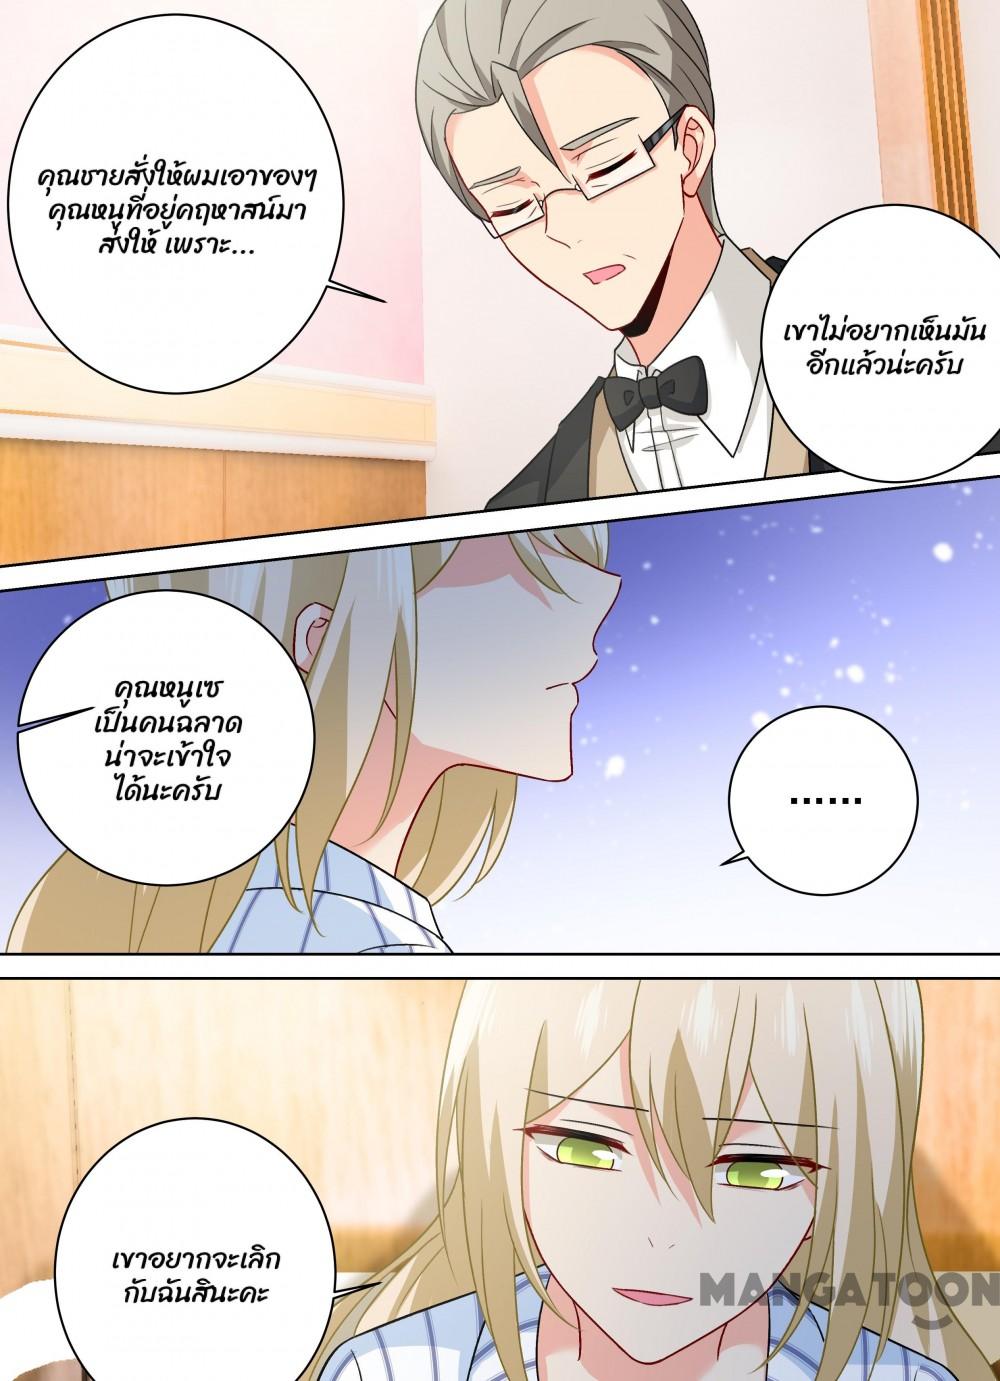 คุณชายสั่งให้ผมเอาของๆ
คุณหนูที่อยู่คฤหาสน์มา
ส่งให้ เพราะ...
เขาไม่อยากเห็นมัน
อีกแล้วน่ะครับ
คุณหนูเซ
เป็นคนฉลาด
น่าจะเข้าใจ
ได้นะครับ
......
เขาอยากจะเลิก
กับฉันสินะคะ
MANGATOON